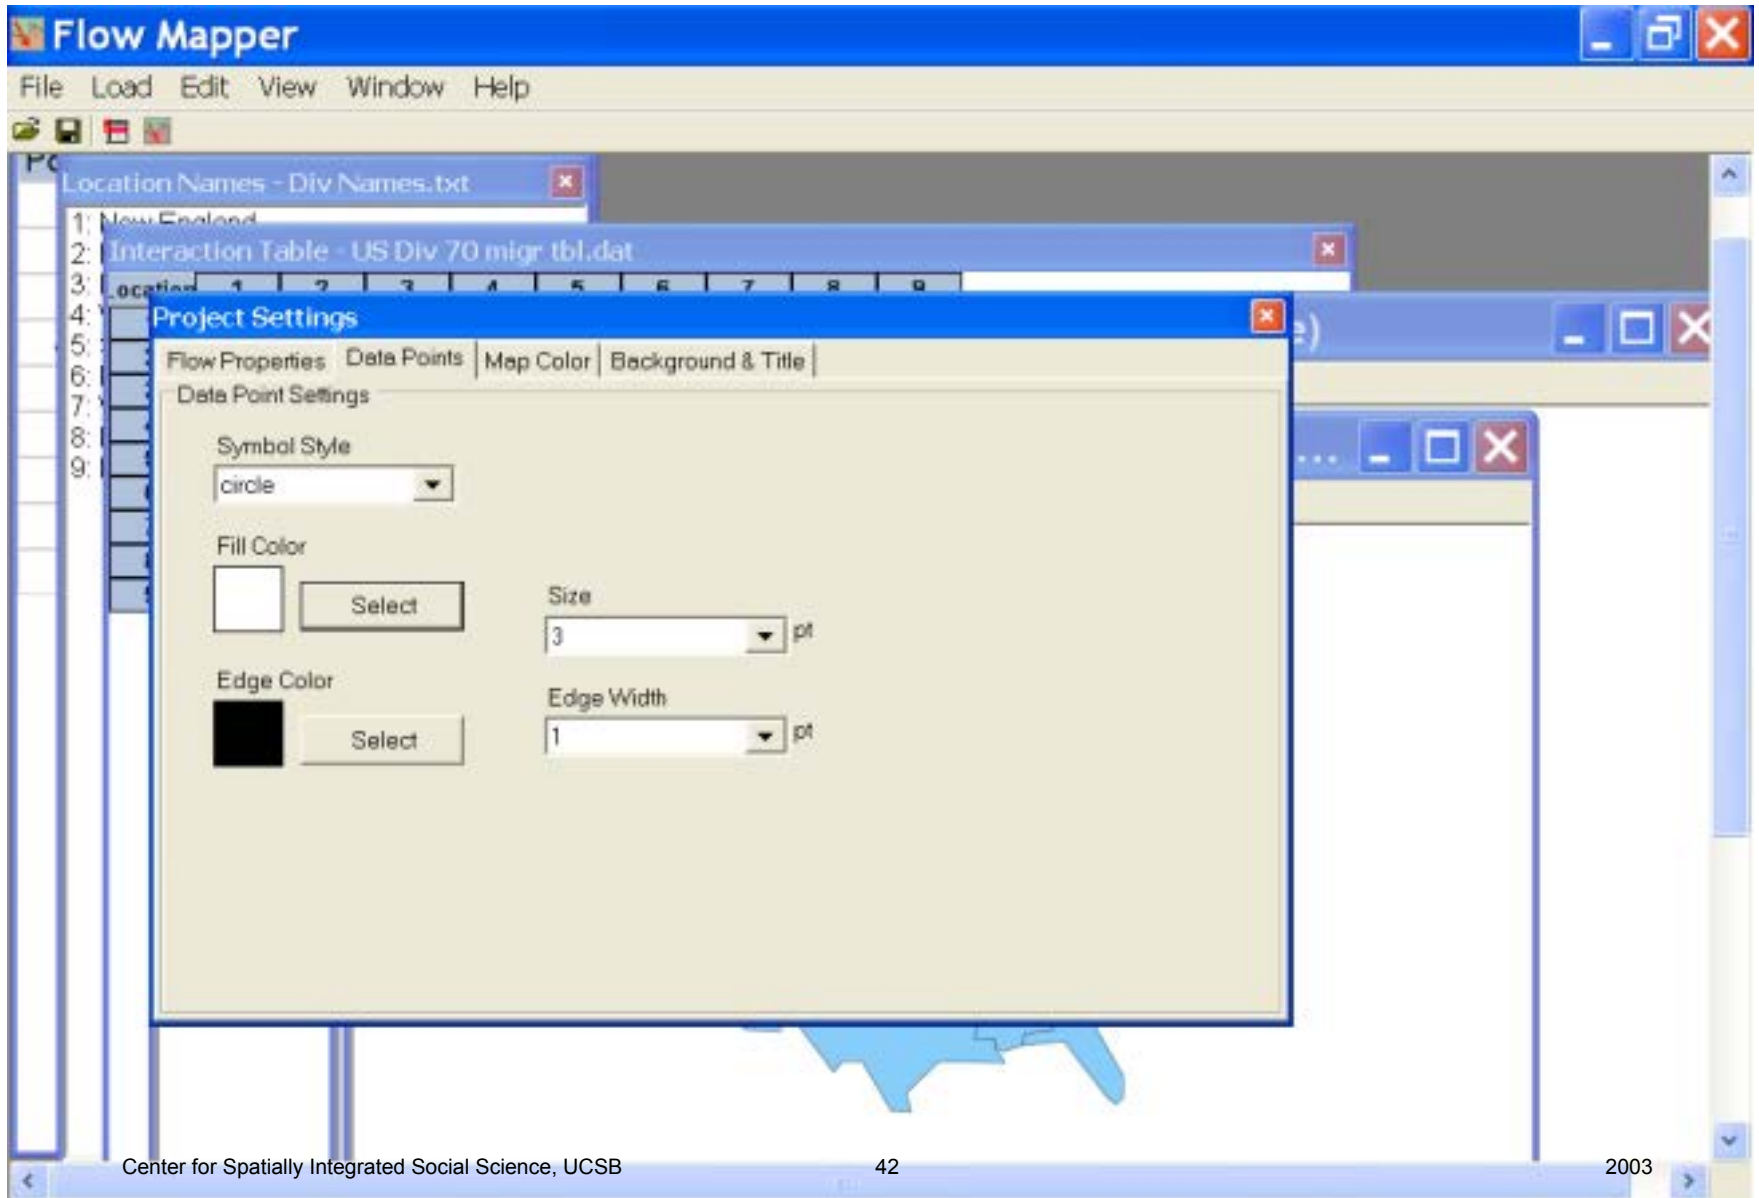 Flow Mapper
File Load Edit View Window Help
Location Names - Div Names.txt
1: New England
Interaction Table - US Div 70 migr tbl.dat
2:
3:
4:
5:
6:
7:
8:
9:
1 2 3 4 5 6 7 8 9
Project Settings
Flow Properties Data Points Map Color Background & Title
Data Point Settings
Symbol Style
circle
Fill Color
Select
Size
3 pt
Edge Color
Select
Edge Width
1 pt
...
Center for Spatially Integrated Social Science, UCSB 42 2003